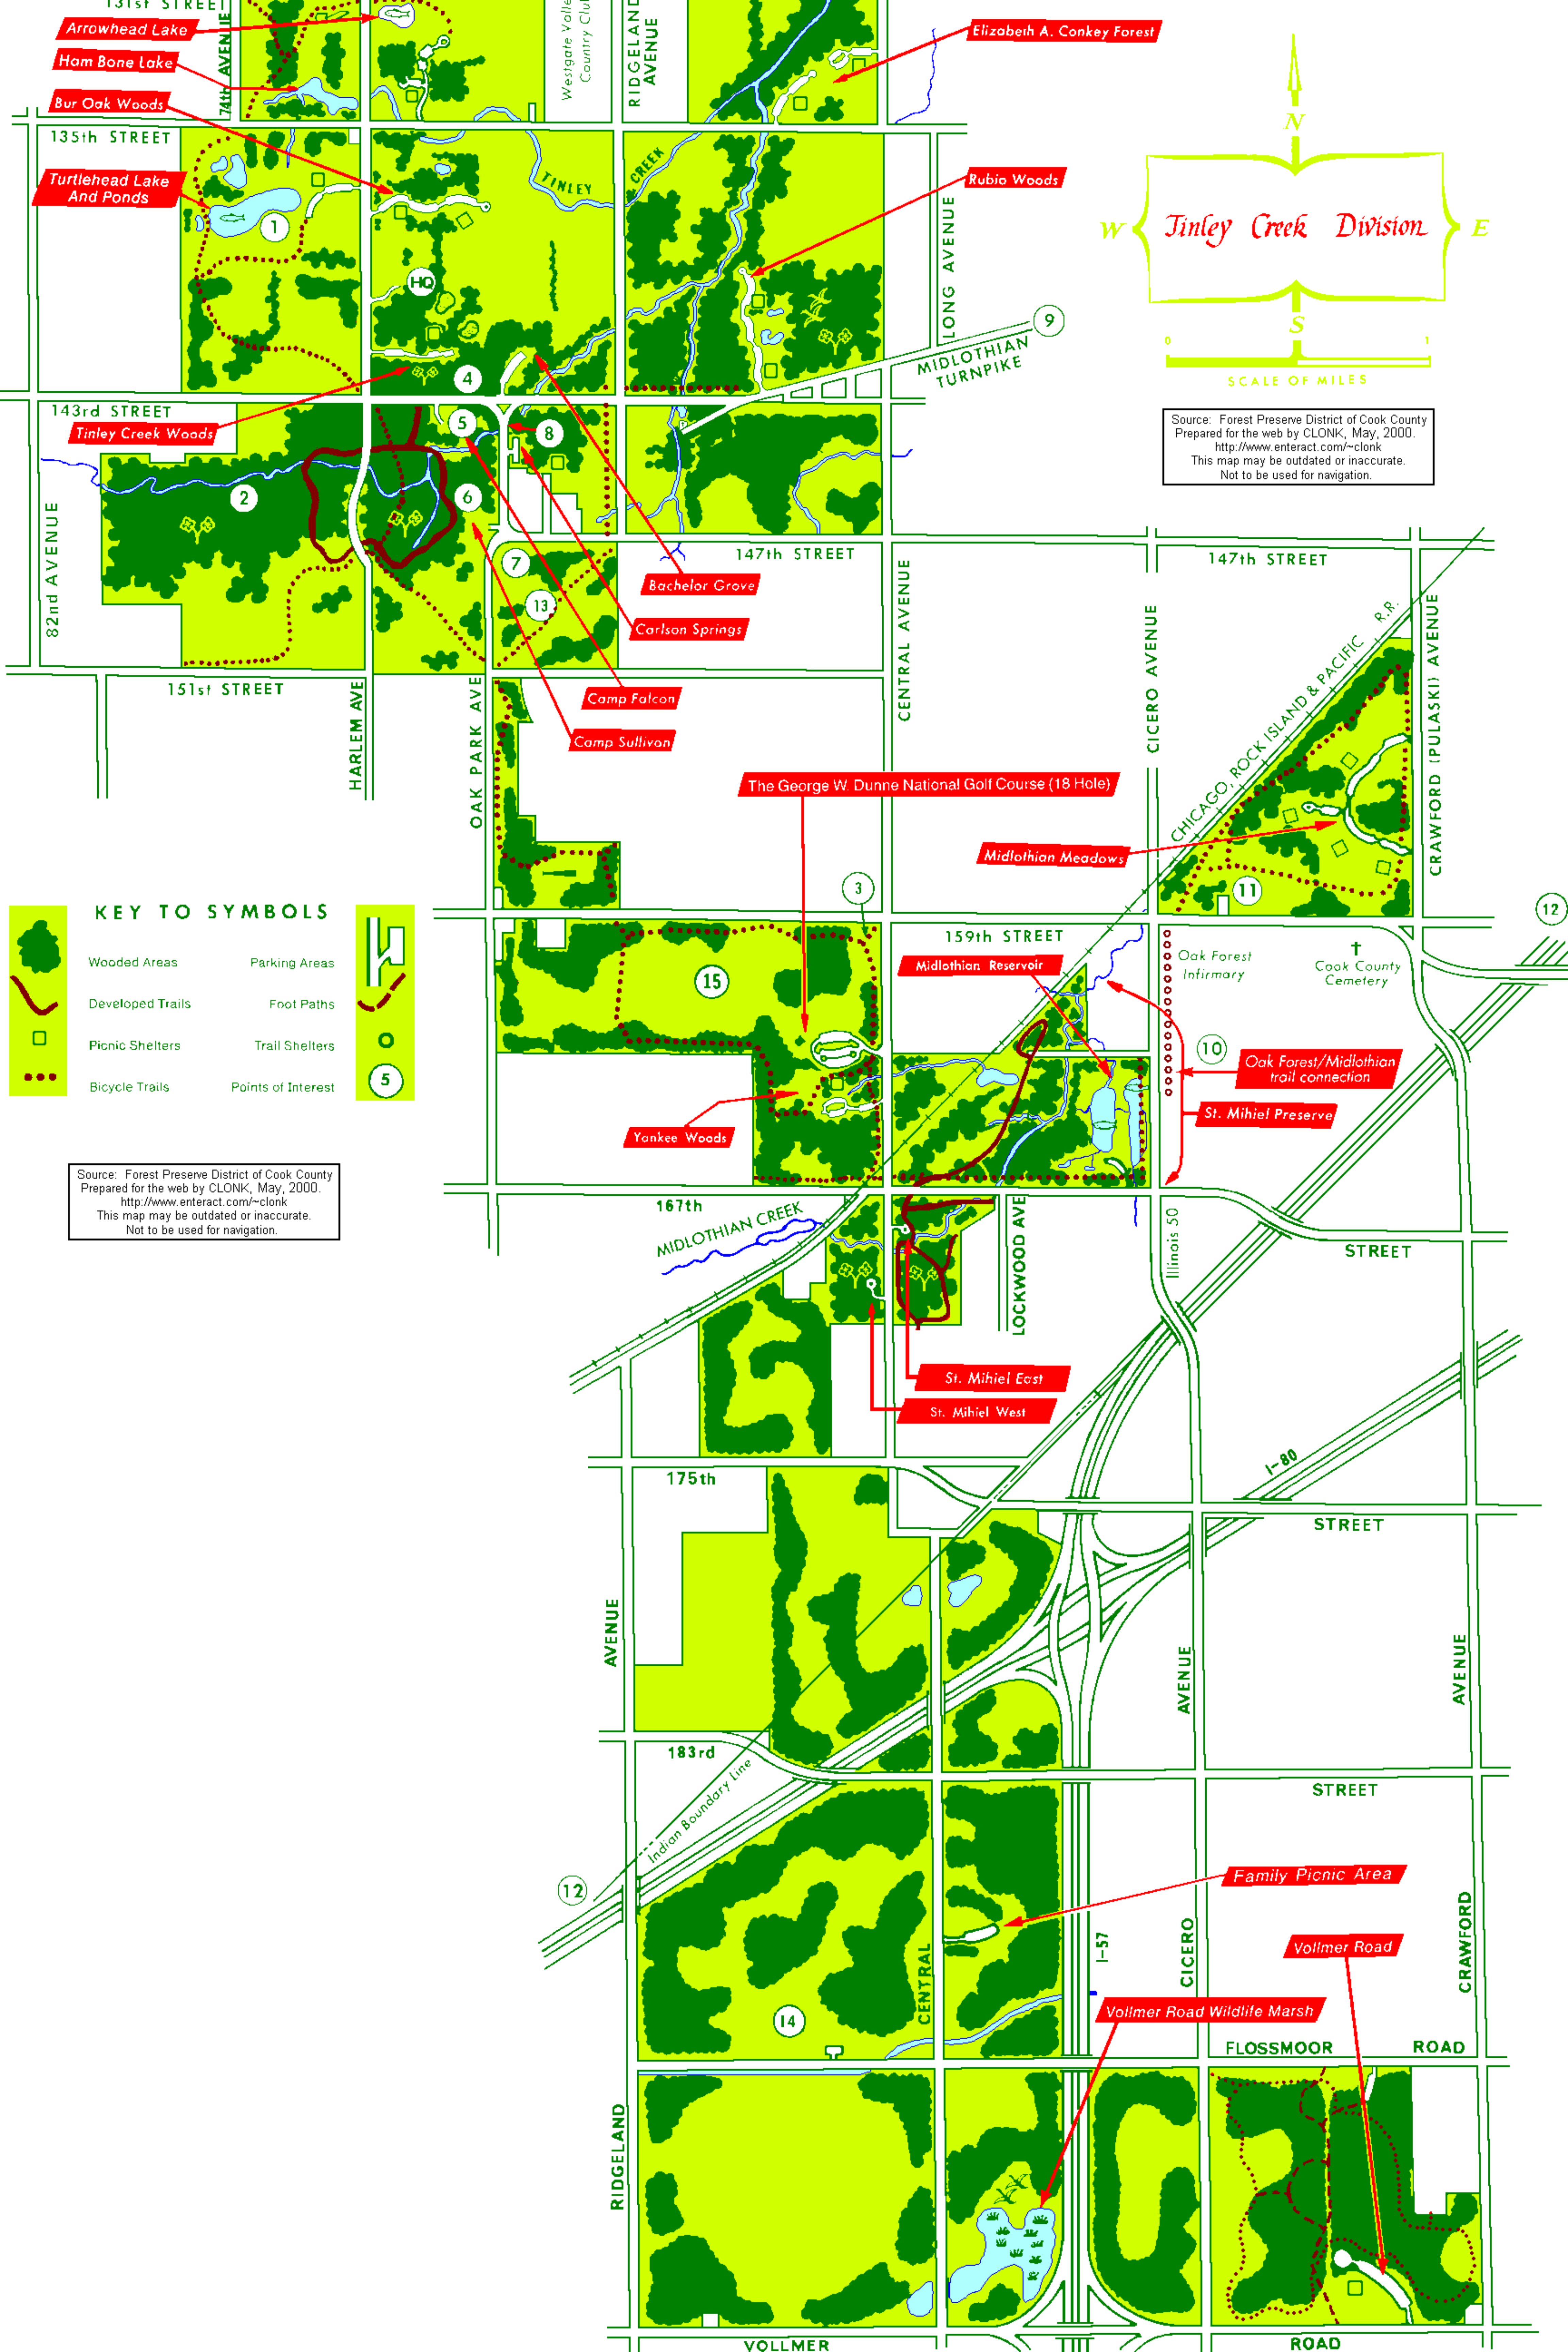 131st STREET
Arrowhead Lake
Ham Bone Lake
Bur Oak Woods
74th AVENUE
Westgate Valle
Country Clu
RIDGELAND
AVENUE
Elizabeth A. Conkey Forest
135th STREET
Turtlehead Lake
And Ponds
1
TINLEY
CREEK
Rubio Woods
LONG AVENUE
N
W
Tinley Creek Division
E
S
0
1
SCALE OF MILES
HQ
9
MIDLOTHIAN
TURNPIKE
4
143rd STREET
Tinley Creek Woods
5
8
P
Source: Forest Preserve District of Cook County
Prepared for the web by CLONK, May, 2000.
http://www.enteract.com/~clonk
This map may be outdated or inaccurate.
Not to be used for navigation.
2
6
82nd AVENUE
7
13
147th STREET
147th STREET
Bachelor Grove
Carlson Springs
Camp Falcon
Camp Sullivan
151st STREET
HARLEM AVE
OAK PARK AVE
CENTRAL AVENUE
CICERO AVENUE
CHICAGO, ROCK ISLAND & PACIFIC R.R.
CRAWFORD (PULASKI) AVENUE
The George W. Dunne National Golf Course (18 Hole)
Midlothian Meadows
11
3
12
KEY TO SYMBOLS
Wooded Areas
Parking Areas
Developed Trails
Foot Paths
Picnic Shelters
Trail Shelters
Bicycle Trails
Points of Interest
5
159th STREET
Midlothian Reservoir
Oak Forest
Infirmary
Cook County
Cemetery
15
10
Oak Forest/Midlothian
trail connection
St. Mihiel Preserve
Yankee Woods
Source: Forest Preserve District of Cook County
Prepared for the web by CLONK, May, 2000.
http://www.enteract.com/~clonk
This map may be outdated or inaccurate.
Not to be used for navigation.
167th
STREET
MIDLOTHIAN CREEK
LOCKWOOD AVE
Illinois 50
St. Mihiel East
St. Mihiel West
175th
STREET
I-80
AVENUE
AVENUE
AVENUE
183rd
STREET
Indian Boundary Line
12
Family Picnic Area
Vollmer Road
I-57
CICERO
CRAWFORD
CENTRAL
14
Vollmer Road Wildlife Marsh
FLOSSMOOR ROAD
RIDGELAND
VOLLMER
ROAD